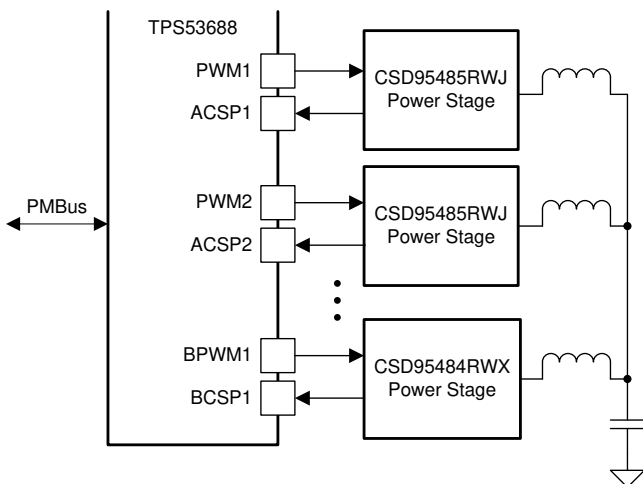 TPS53688
PWM1
CSD95485RWJ
Power Stage
ACSP1
PMBus
PWM2
CSD95485RWJ
Power Stage
ACSP2
BPWM1
CSD95484RWX
Power Stage
BCSP1